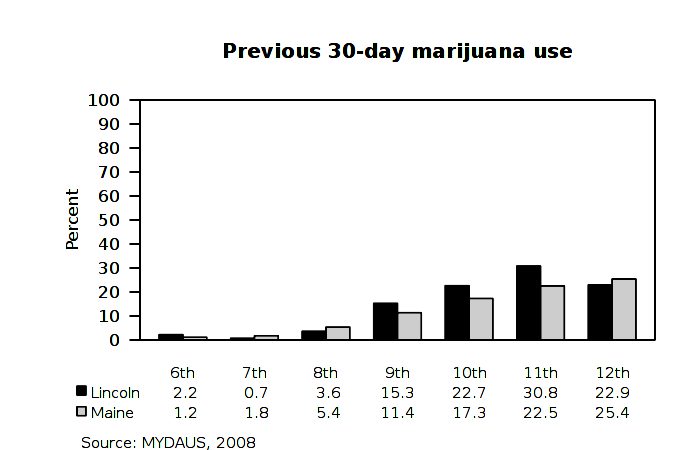 Previous 30-day marijuana use
100
90
80
70
60
50
40
30
20
10
0
Percent
6th 7th 8th 9th 10th 11th 12th
Lincoln 2.2 0.7 3.6 15.3 22.7 30.8 22.9
Maine 1.2 1.8 5.4 11.4 17.3 22.5 25.4
Source: MYDAUS, 2008